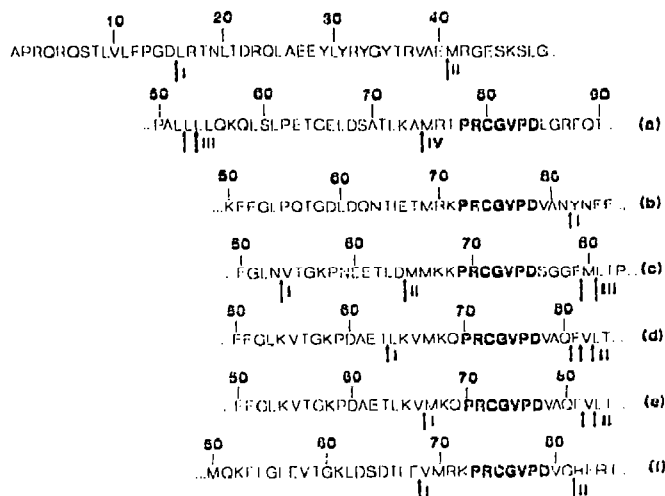 10 20 30 40
APRQRQSTLVLFPGDLRTNLTDRQLAEEYLYRYGYTRVAEMRGESKSLG.
I II
50 60 70 80 90
..PALLLLQKQLSLPETGELDSATLKAMRTPRCGVPDLGRFQT.. (a)
III IV
50 60 70 80
...KFFGLPQTGDLDQNTIETMRKPRCGVPDVANYNFF... (b)
I
50 60 70 80
. FGLNVTGKPNEETLDMMKKPRCGVPDSGGFMLTP.. (c)
I II III
50 60 70 80
.. FFGLKVTGKPDAETLKVMKQPRCGVPDVAQFVLT .. (d)
I II
50 60 70 80
.. FFGLKVTGKPDAETLKVMKQPRCGVPDVAQFVLT .. (e)
I II
50 60 70 80
...MQKFFGLEVTGKLDSDTLEVMRKPRCGVPDVGHFRT.. (f)
I II